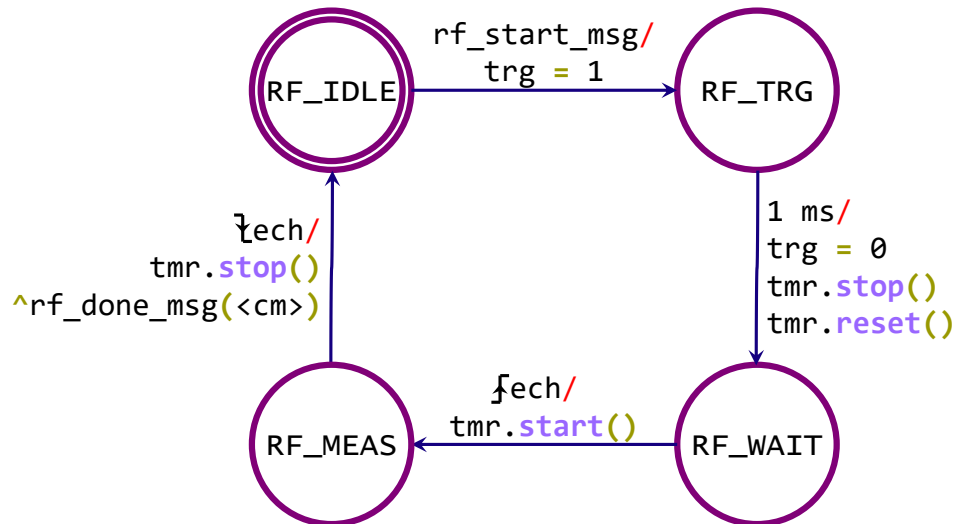 RF_IDLE
rf_start_msg/
trg = 1
RF_TRG
1 ms/
trg = 0
tmr.stop()
tmr.reset()
ech/
tmr.stop()
^rf_done_msg(<cm>)
RF_MEAS
ech/
tmr.start()
RF_WAIT